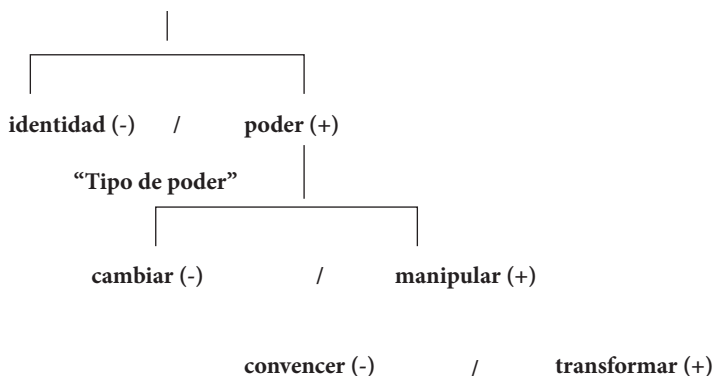 identidad (-) / poder (+)
“Tipo de poder”
cambiar (-) / manipular (+)
convencer (-) / transformar (+)